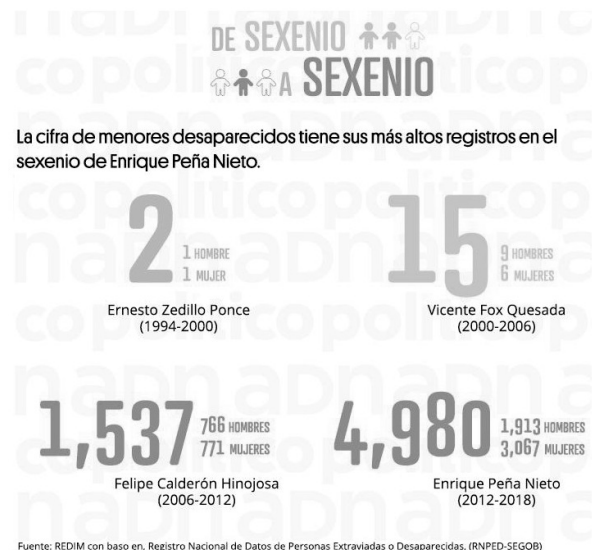 DE SEXENIO
A SEXENIO
La cifra de menores desaparecidos tiene sus más altos registros en el
sexenio de Enrique Peña Nieto.
2
1 HOMBRE
1 MUJER
Ernesto Zedillo Ponce
(1994-2000)
15
9 HOMBRES
6 MUJERES
Vicente Fox Quesada
(2000-2006)
1,537
766 HOMBRES
771 MUJERES
Felipe Calderón Hinojosa
(2006-2012)
4,980
1,913 HOMBRES
3,067 MUJERES
Enrique Peña Nieto
(2012-2018)
Fuente: REDIM con baso en, Registro Nacional de Datos de Personas Extraviadas o Desaparecidas. (RNPED-SEGOB)